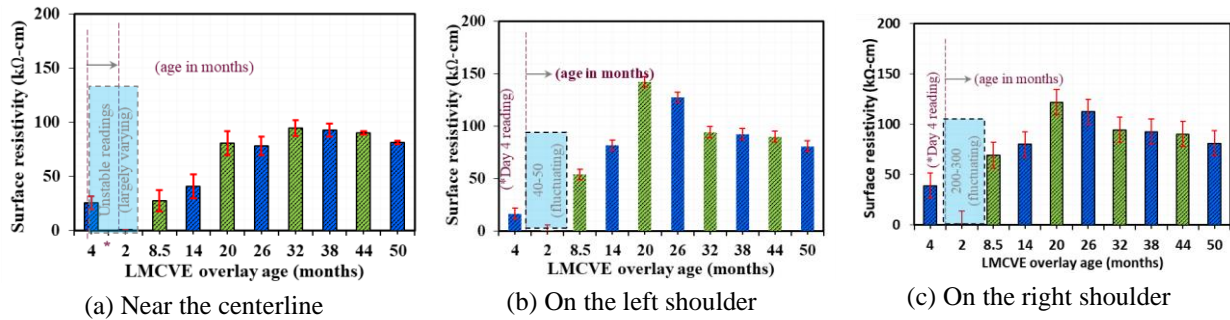 Surface resistivity (kΩ-cm)
200
150
100
50
0
(age in months)
Unstable readings
(largely varying)
4 * 2 8.5 14 20 26 32 38 44 50
LMCVE overlay age (months)
(a) Near the centerline
Surface resistivity (kΩ-cm)
200
150
100
50
0
(age in months)
(*Day 4 reading)
40-50
(fluctuating)
4 2 8.5 14 20 26 32 38 44 50
LMCVE overlay age (months)
(b) On the left shoulder
Surface resistivity (kΩ-cm)
200
150
100
50
0
(age in months)
(*Day 4 reading)
200-300
(fluctuating)
4 2 8.5 14 20 26 32 38 44 50
LMCVE overlay age (months)
(c) On the right shoulder